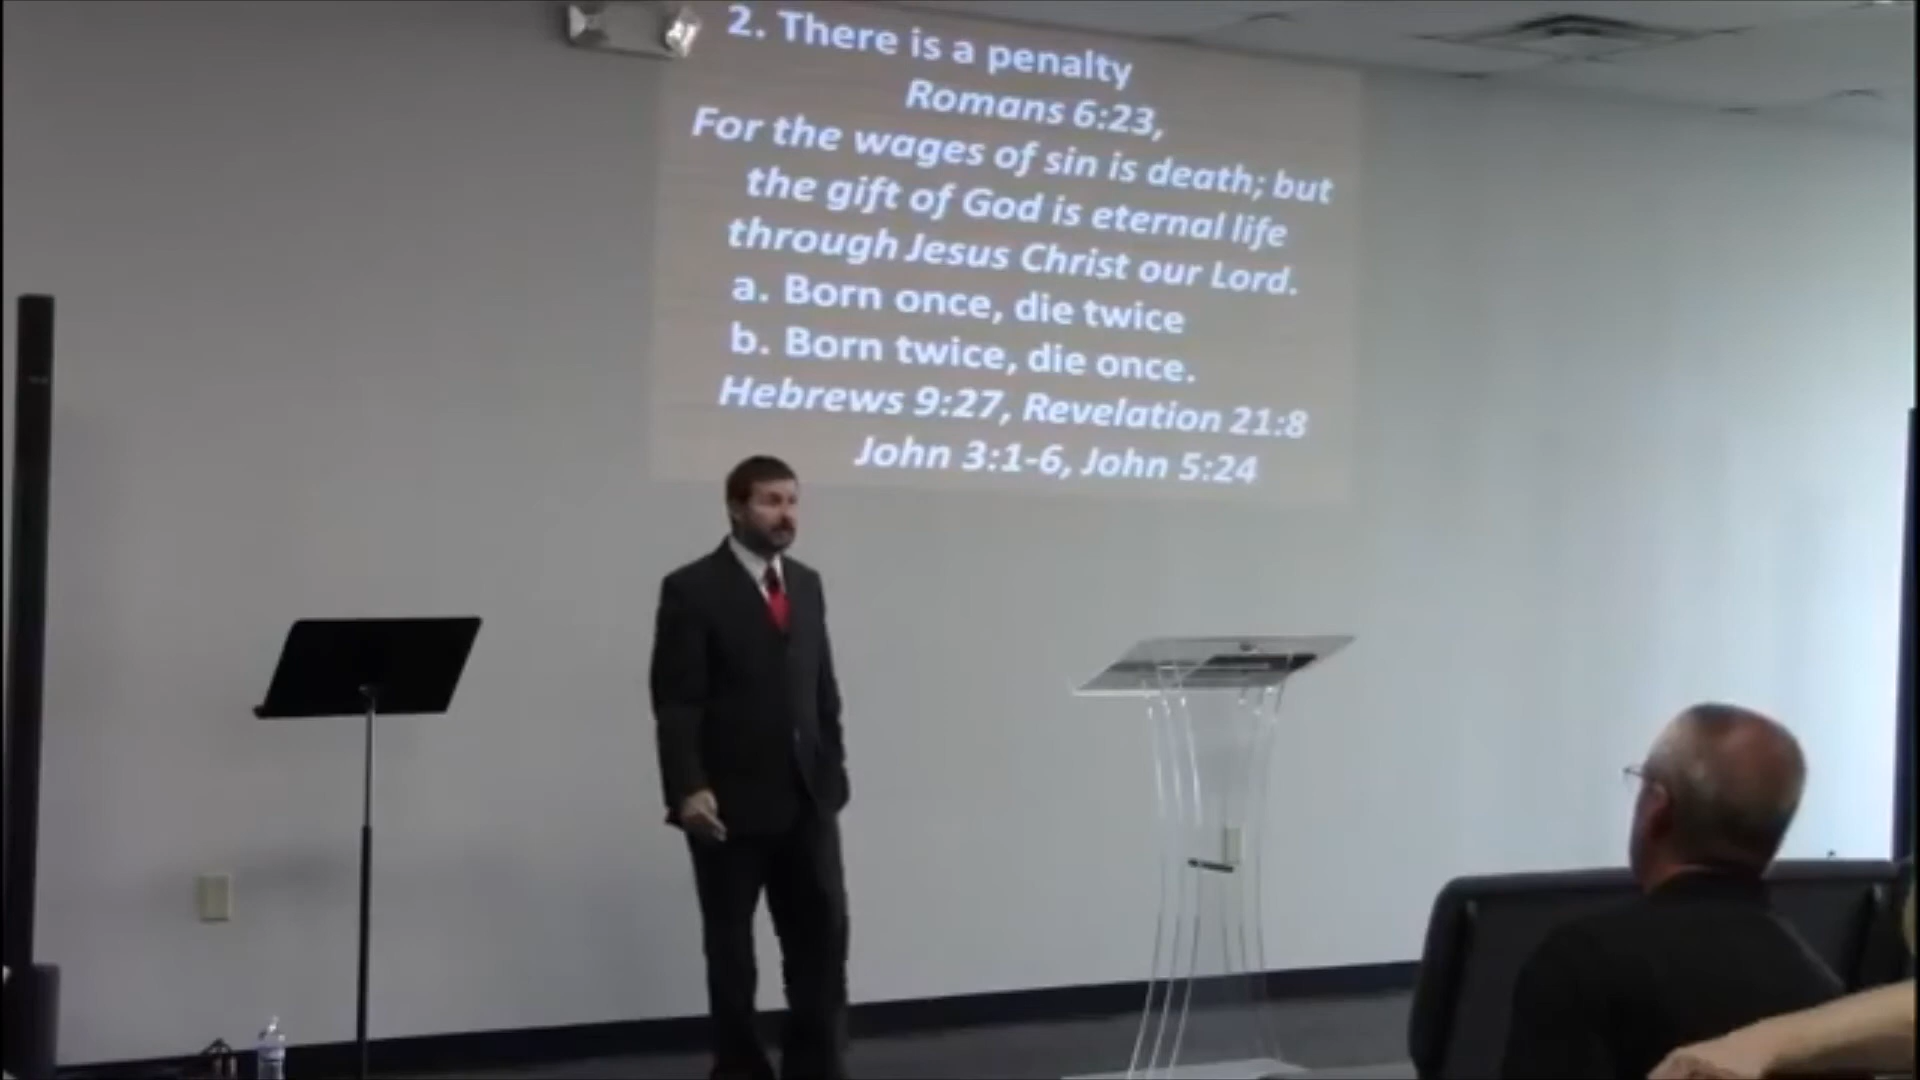 2. There is a penalty
Romans 6:23,
For the wages of sin is death; but
the gift of God is eternal life
through Jesus Christ our Lord.
a. Born once, die twice
b. Born twice, die once.
Hebrews 9:27, Revelation 21:8
John 3:1-6, John 5:24